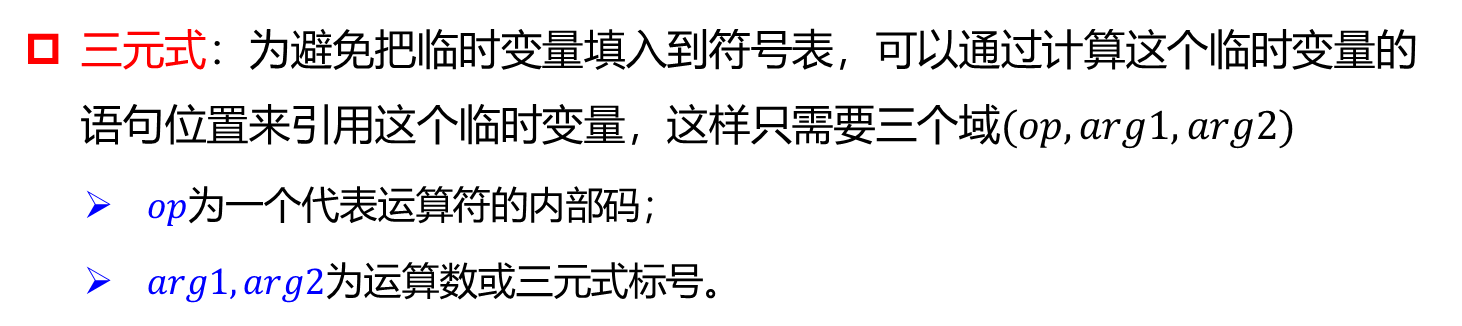 三元式：为避免把临时变量填入到符号表，可以通过计算这个临时变量的
语句位置来引用这个临时变量，这样只需要三个域(op, arg1, arg2)
op为一个代表运算符的内部码；
arg1, arg2为运算数或三元式标号。